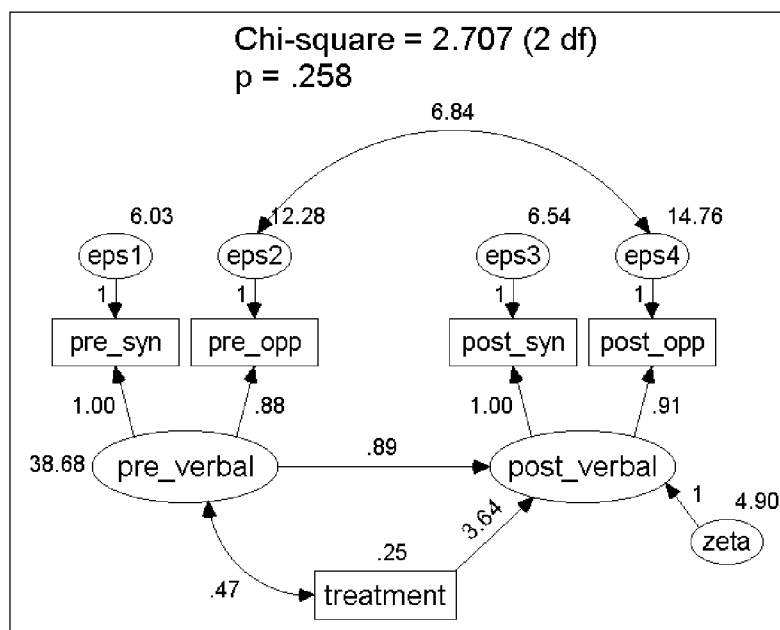 Chi-square = 2.707 (2 df)
p = .258
6.84
6.03 12.28 6.54 14.76
eps1 eps2 eps3 eps4
1 1 1 1
pre_syn pre_opp post_syn post_opp
1.00 .88 1.00 .91
38.68 pre_verbal .89 post_verbal
1 4.90
3.64
zeta
.25
.47 treatment